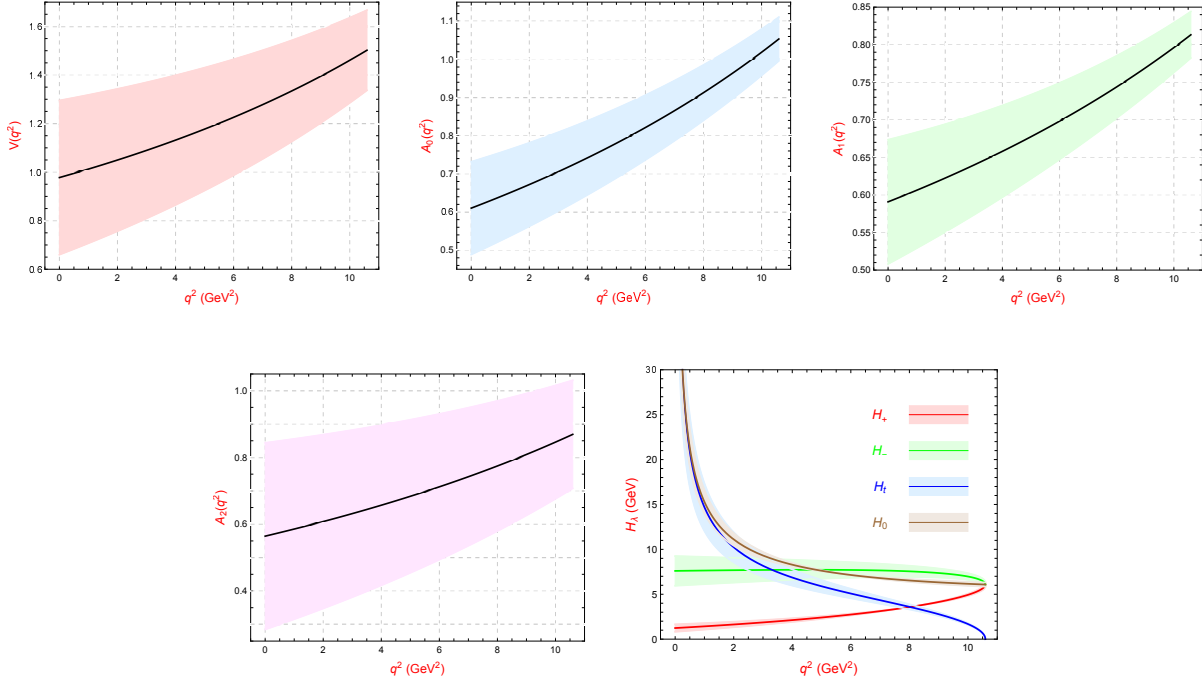 1.6
1.4
1.2
1.0
0.8
0.6
V(q²)
0 2 4 6 8 10
q² (GeV²)
1.1
1.0
0.9
0.8
0.7
0.6
0.5
A₀(q²)
0 2 4 6 8 10
q² (GeV²)
0.85
0.80
0.75
0.70
0.65
0.60
0.55
0.50
A₁(q²)
0 2 4 6 8 10
q² (GeV²)
1.0
0.8
0.6
0.4
A₂(q²)
0 2 4 6 8 10
q² (GeV²)
30
25
20
15
10
5
0
H_λ (GeV)
H₊
H₋
H_t
H₀
0 2 4 6 8 10
q² (GeV²)